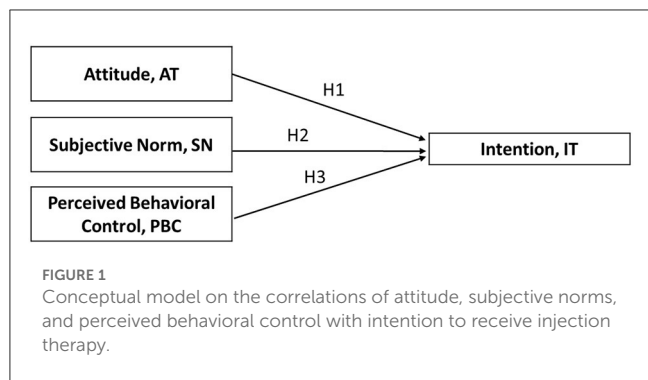 Attitude, AT
H1
Subjective Norm, SN
H2
Intention, IT
H3
Perceived Behavioral
Control, PBC
FIGURE 1
Conceptual model on the correlations of attitude, subjective norms,
and perceived behavioral control with intention to receive injection
therapy.